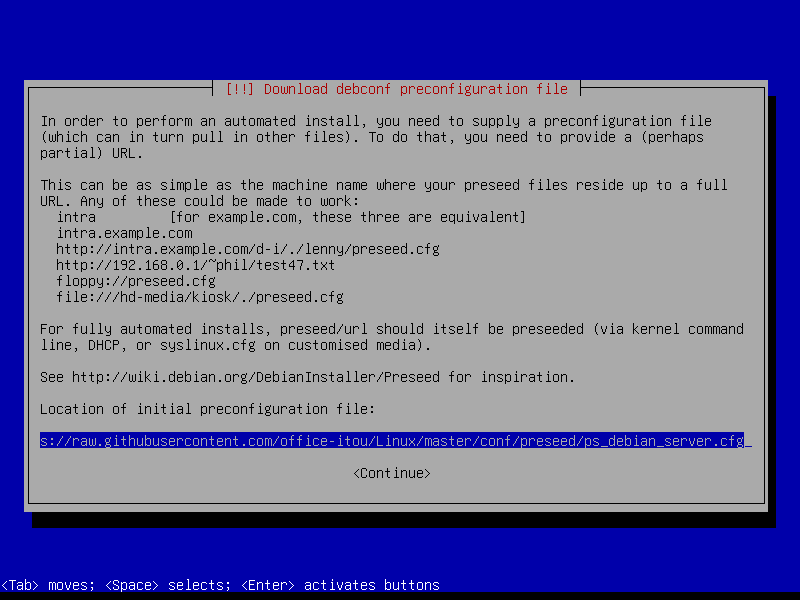 [!!] Download debconf preconfiguration file
In order to perform an automated install, you need to supply a preconfiguration file
(which can in turn pull in other files). To do that, you need to provide a (perhaps
partial) URL.
This can be as simple as the machine name where your preseed files reside up to a full
URL. Any of these could be made to work:
intra [for example.com, these three are equivalent]
intra.example.com
http://intra.example.com/d-i/./lenny/preseed.cfg
http://192.168.0.1/~phil/test47.txt
floppy://preseed.cfg
file:///hd-media/kiosk/./preseed.cfg
For fully automated installs, preseed/url should itself be preseeded (via kernel command
line, DHCP, or syslinux.cfg on customised media).
See http://wiki.debian.org/DebianInstaller/Preseed for inspiration.
Location of initial preconfiguration file:
s://raw.githubusercontent.com/office-itou/Linux/master/conf/preseed/ps_debian_server.cfg_
<Continue>
<Tab> moves; <Space> selects; <Enter> activates buttons